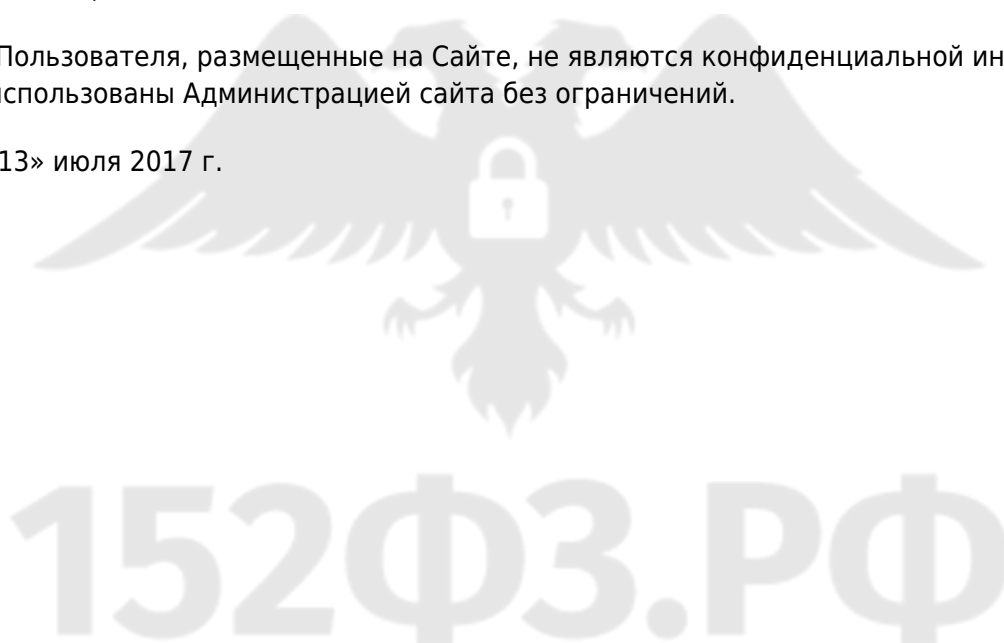 Пользователя, размещенные на Сайте, не являются конфиденциальной ин
использованы Администрацией сайта без ограничений.
13» июля 2017 г.
152ФЗ.РФ